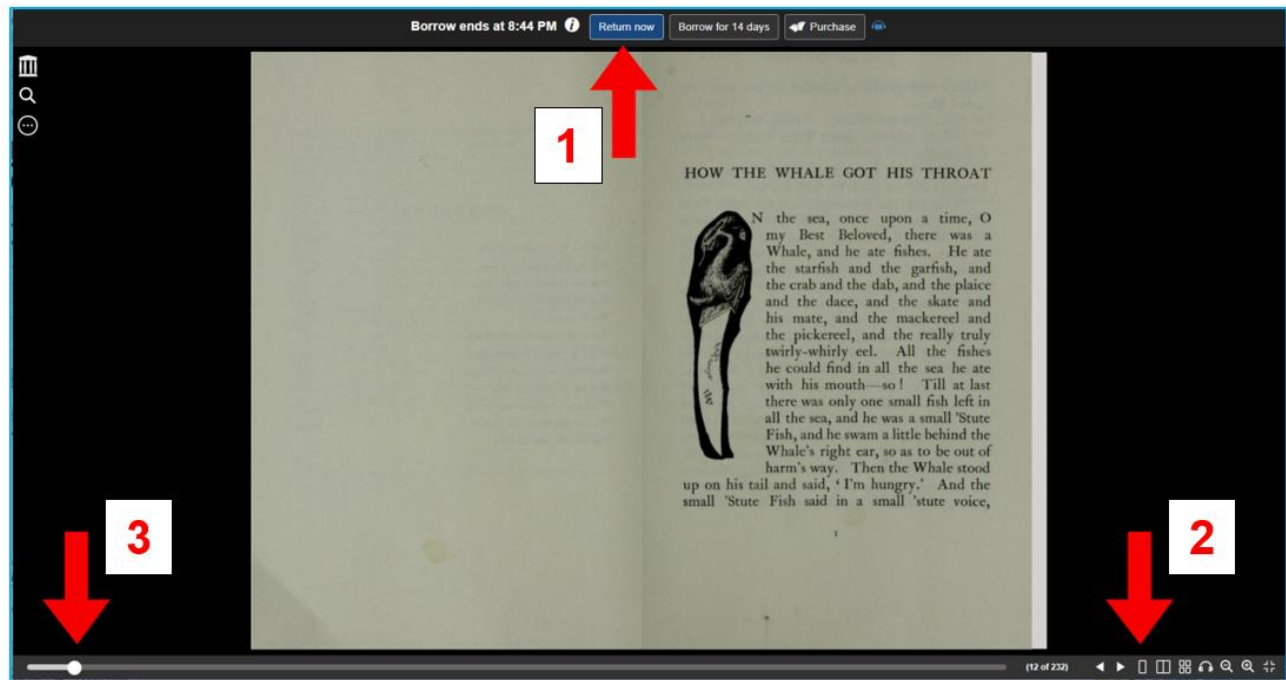 Borrow ends at 8:44 PM i Return now Borrow for 14 days Purchase
1
HOW THE WHALE GOT HIS THROAT
N the sea, once upon a time, O
my Best Beloved, there was a
Whale, and he ate fishes. He ate
the starfish and the garfish, and
the crab and the dab, and the plaice
and the dace, and the skate and
his mate, and the mackereel and
the pickereel, and the really truly
twirly-whirly eel. All the fishes
he could find in all the sea he ate
with his mouth—so! Till at last
there was only one small fish left in
all the sea, and he was a small 'Stute
Fish, and he swam a little behind the
Whale's right ear, so as to be out of
harm's way. Then the Whale stood
up on his tail and said, ‘I'm hungry.’ And the
small 'Stute Fish said in a small 'stute voice,
1
3
2
(12 of 232)